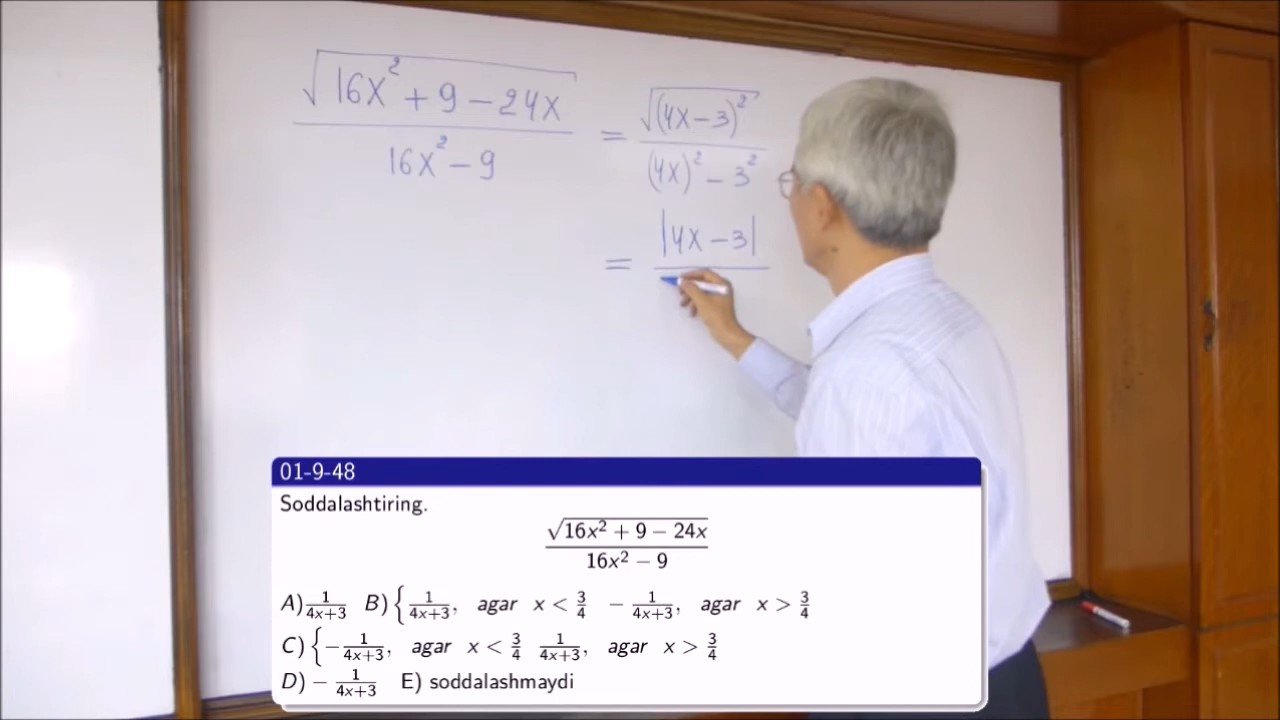 √(16x² + 9 − 24x) / (16x² − 9) = √((4x − 3)²) / ((4x)² − 3²)
= |4x − 3|
01-9-48
Soddalashtiring.
√(16x² + 9 − 24x) / (16x² − 9)
A) 1/(4x+3) B) { 1/(4x+3), agar x < 3/4 − 1/(4x+3), agar x > 3/4
C) { − 1/(4x+3), agar x < 3/4 1/(4x+3), agar x > 3/4
D) − 1/(4x+3) E) soddalashmaydi